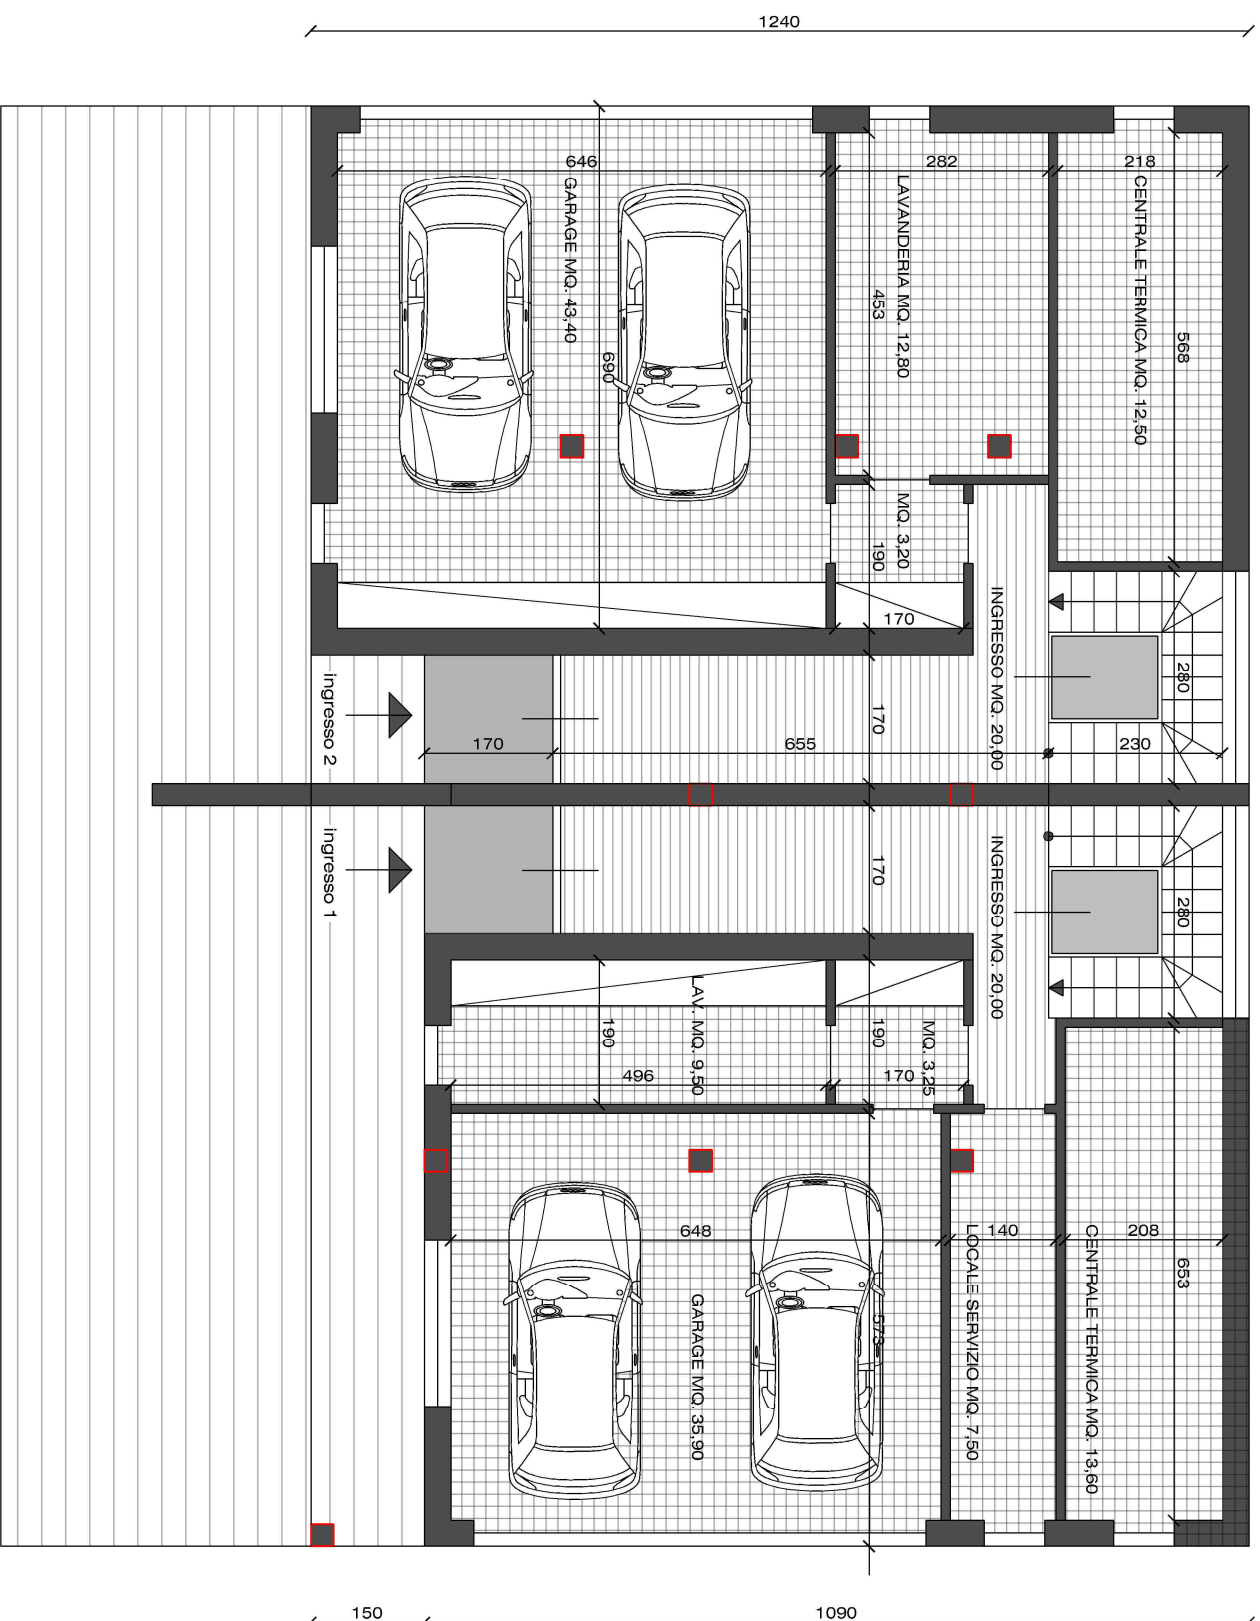 1240
646
282
218
GARAGE MQ. 43,40
690
LAVANDERIA MQ. 12,80
453
CENTRALE TERMICA MQ. 12,50
568
MQ. 3,20
190
170
INGRESSO MQ. 20,00
280
ingresso 2
170
170
655
230
ingresso 1
170
INGRESSO MQ. 20,00
280
190
LAV. MQ. 9,50
190
MQ. 3,25
496
170
648
140
208
GARAGE MQ. 35,90
573
LOCALE SERVIZIO MQ. 7,50
CENTRALE TERMICA MQ. 13,60
653
150
1090